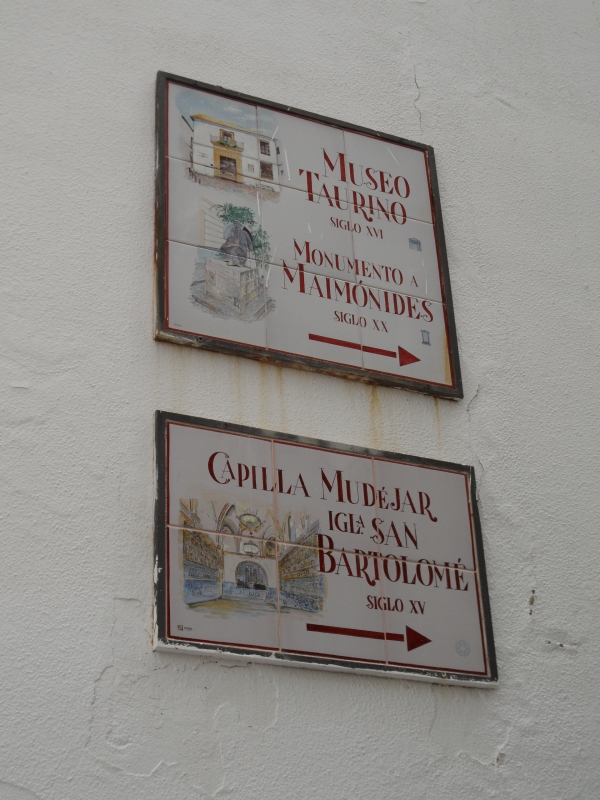 MUSEO
TAURINO
SIGLO XVI
MONUMENTO A
MAIMÓNIDES
SIGLO XX
CAPILLA MUDÉJAR
IGLA. SAN
BARTOLOMÉ
SIGLO XV